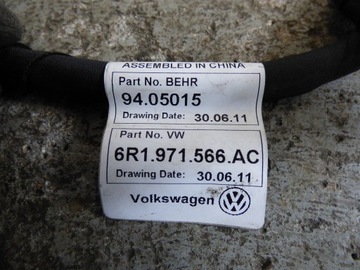 ASSEMBLED IN CHINA
Part No. BEHR
94.05015
Drawing Date: 30.06.11
Part No. VW
6R1.971.566.AC
Drawing Date: 30.06.11
Volkswagen